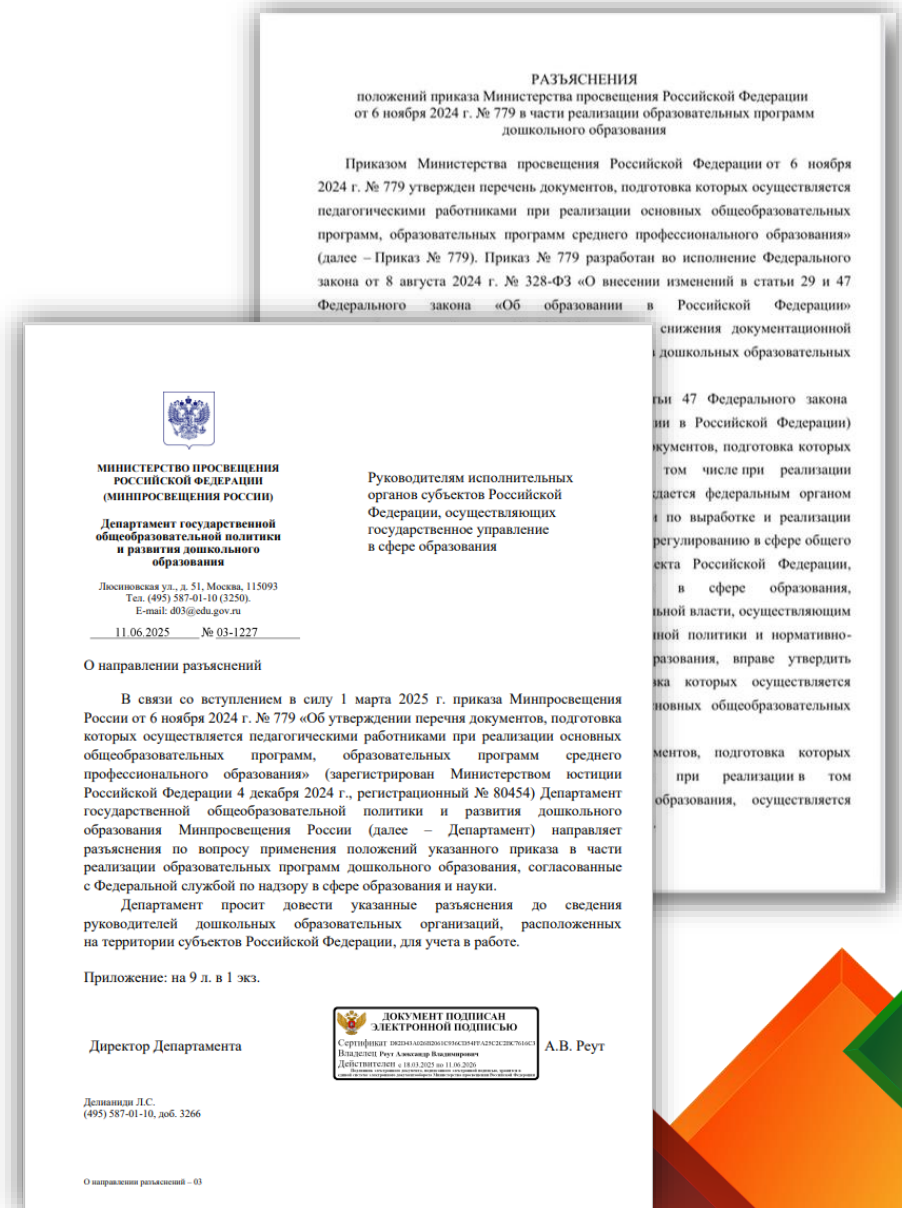 РАЗЪЯСНЕНИЯ
положений приказа Министерства просвещения Российской Федерации
от 6 ноября 2024 г. № 779 в части реализации образовательных программ
дошкольного образования
Приказом Министерства просвещения Российской Федерации от 6 ноября
2024 г. № 779 утвержден перечень документов, подготовка которых осуществляется
педагогическими работниками при реализации основных общеобразовательных
программ, образовательных программ среднего профессионального образования»
(далее – Приказ № 779). Приказ № 779 разработан во исполнение Федерального
закона от 8 августа 2024 г. № 328-ФЗ «О внесении изменений в статьи 29 и 47
Федерального закона «Об образовании в Российской Федерации»
снижения документационной
дошкольных образовательных
47 Федерального закона
в Российской Федерации)
подготовка которых
том числе при реализации
федеральным органом
по выработке и реализации
регулированию в сфере общего
Российской Федерации,
в сфере образования,
власти, осуществляющим
политики и нормативно-
вправе утвердить
которых осуществляется
общеобразовательных
подготовка которых
при реализации в том
образования, осуществляется
МИНИСТЕРСТВО ПРОСВЕЩЕНИЯ
РОССИЙСКОЙ ФЕДЕРАЦИИ
(МИНПРОСВЕЩЕНИЯ РОССИИ)
Департамент государственной
общеобразовательной политики
и развития дошкольного
образования
Люсиновская ул., д. 51, Москва, 115093
Тел. (495) 587-01-10 (3250).
E-mail: d03@edu.gov.ru
11.06.2025 № 03-1227
Руководителям исполнительных
органов субъектов Российской
Федерации, осуществляющих
государственное управление
в сфере образования
О направлении разъяснений
В связи со вступлением в силу 1 марта 2025 г. приказа Минпросвещения
России от 6 ноября 2024 г. № 779 «Об утверждении перечня документов, подготовка
которых осуществляется педагогическими работниками при реализации основных
общеобразовательных программ, образовательных программ среднего
профессионального образования» (зарегистрирован Министерством юстиции
Российской Федерации 4 декабря 2024 г., регистрационный № 80454) Департамент
государственной общеобразовательной политики и развития дошкольного
образования Минпросвещения России (далее – Департамент) направляет
разъяснения по вопросу применения положений указанного приказа в части
реализации образовательных программ дошкольного образования, согласованные
с Федеральной службой по надзору в сфере образования и науки.
Департамент просит довести указанные разъяснения до сведения
руководителей дошкольных образовательных организаций, расположенных
на территории субъектов Российской Федерации, для учета в работе.
Приложение: на 9 л. в 1 экз.
Директор Департамента
ДОКУМЕНТ ПОДПИСАН
ЭЛЕКТРОННОЙ ПОДПИСЬЮ
Сертификат
Владелец Реут Александр Владимирович
Действителен с 18.03.2025 по 11.06.2026
А.В. Реут
Делианиди Л.С.
(495) 587-01-10, доб. 3266
О направлении разъяснений – 03